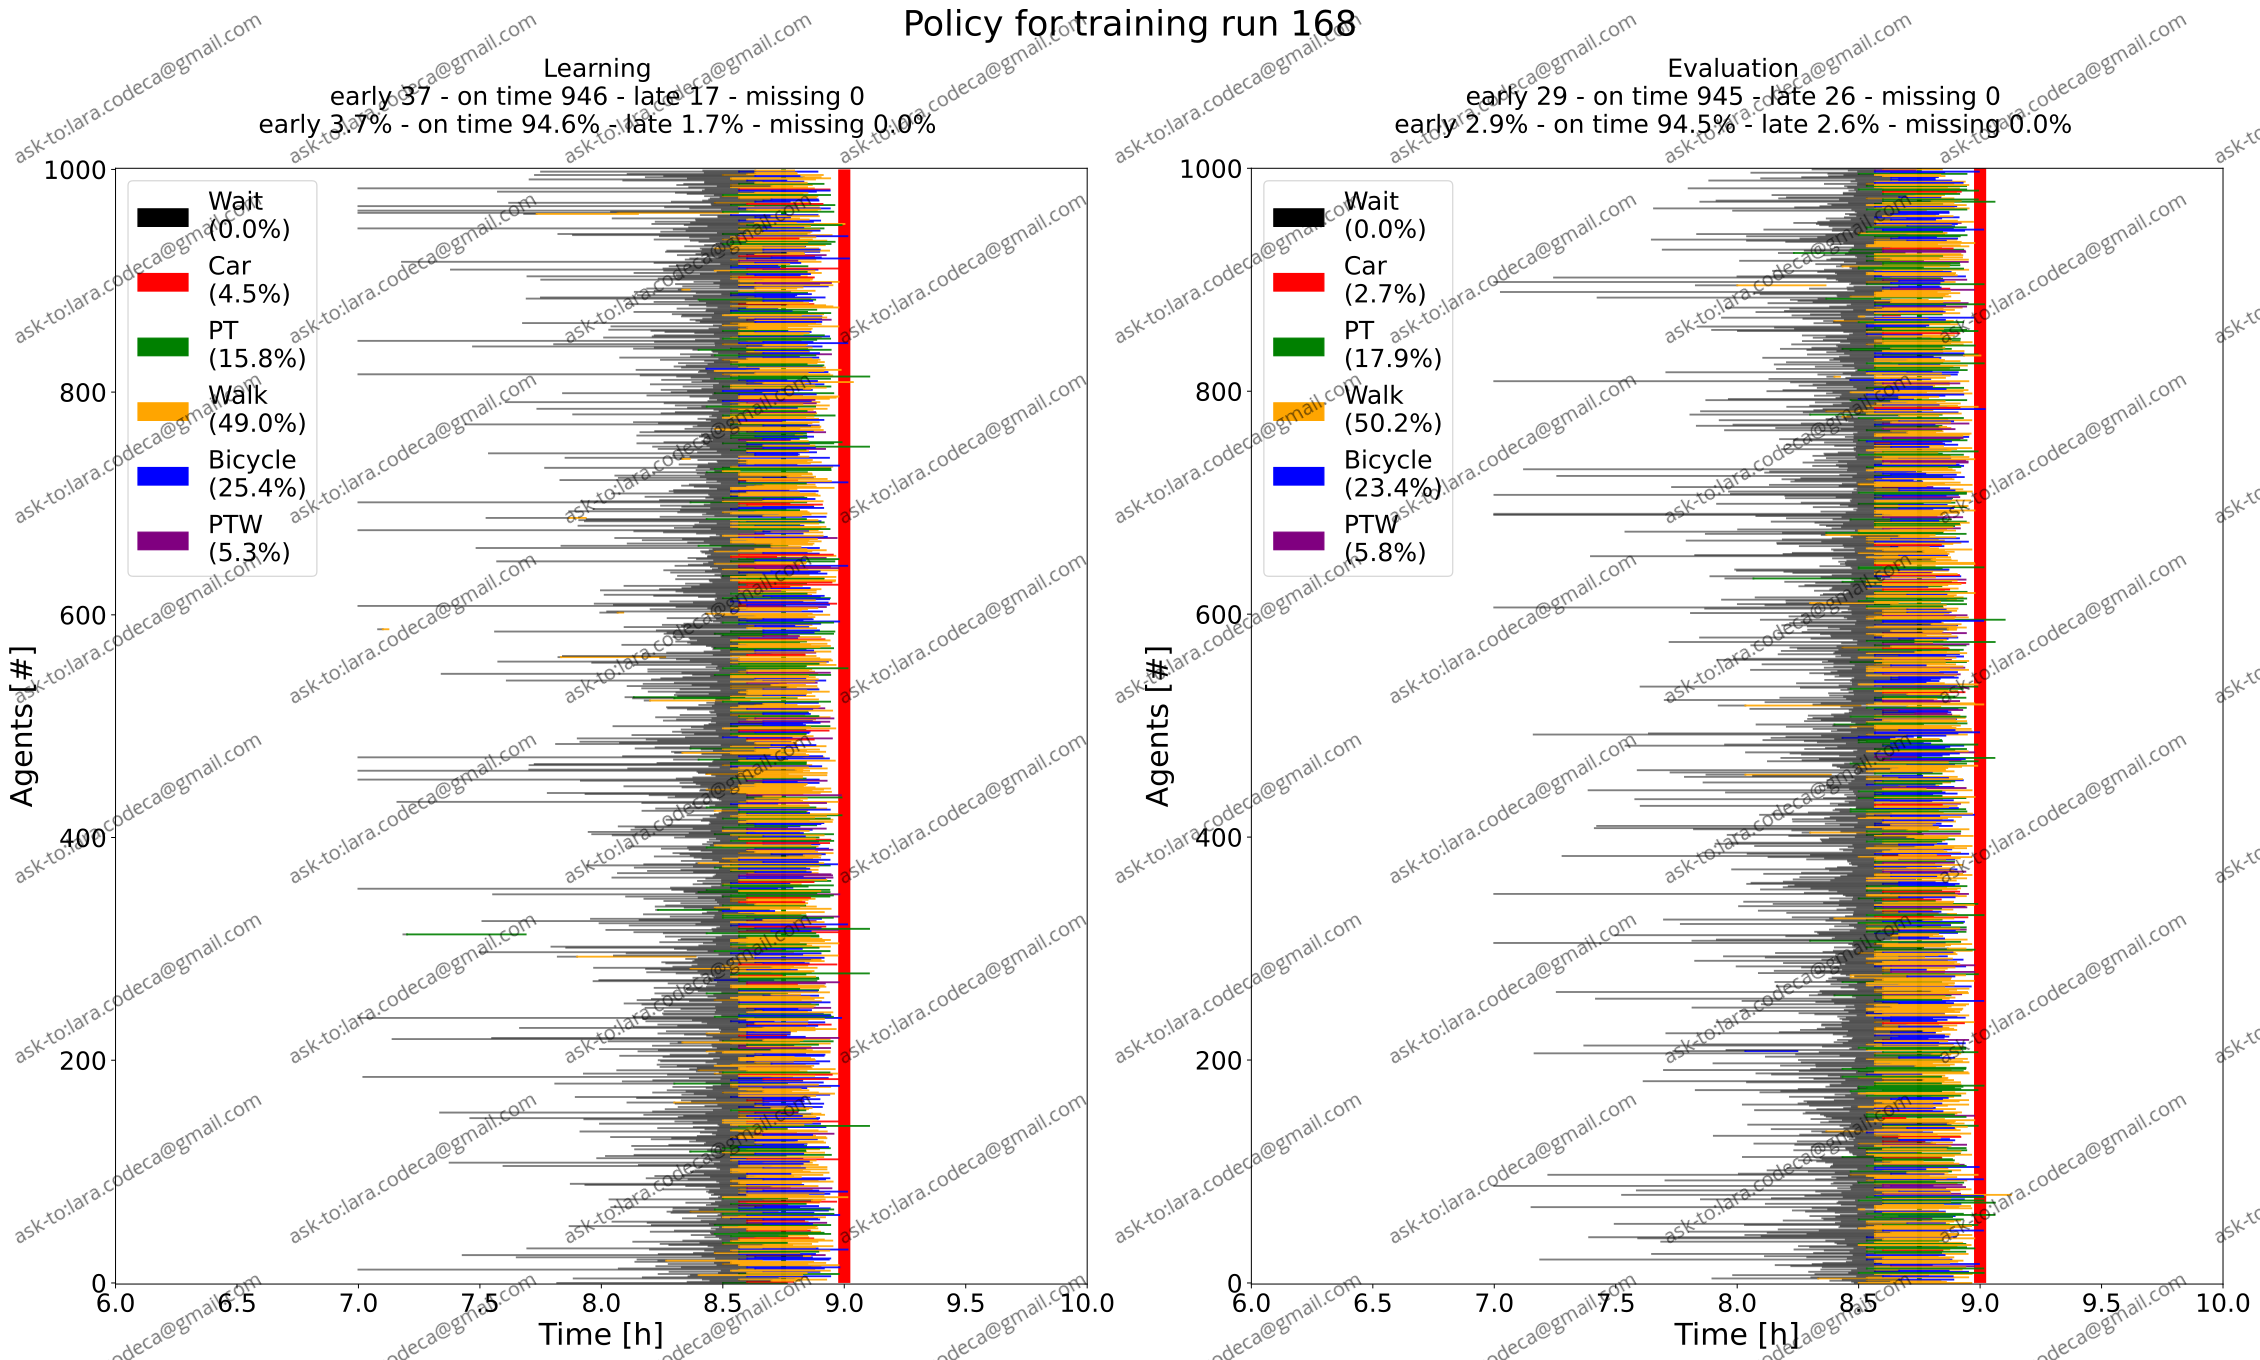 Policy for training run 168
Learning
early 37 - on time 946 - late 17 - missing 0
early 3.7% - on time 94.6% - late 1.7% - missing 0.0%
Evaluation
early 29 - on time 945 - late 26 - missing 0
early 2.9% - on time 94.5% - late 2.6% - missing 0.0%
1000
800
600
400
200
0
Agents [#]
Wait
(0.0%)
Car
(4.5%)
PT
(15.8%)
Walk
(49.0%)
Bicycle
(25.4%)
PTW
(5.3%)
6.0 6.5 7.0 7.5 8.0 8.5 9.0 9.5 10.0
Time [h]
1000
800
600
400
200
0
Agents [#]
Wait
(0.0%)
Car
(2.7%)
PT
(17.9%)
Walk
(50.2%)
Bicycle
(23.4%)
PTW
(5.8%)
6.0 6.5 7.0 7.5 8.0 8.5 9.0 9.5 10.0
Time [h]
ask-to:lara.codeca@gmail.com